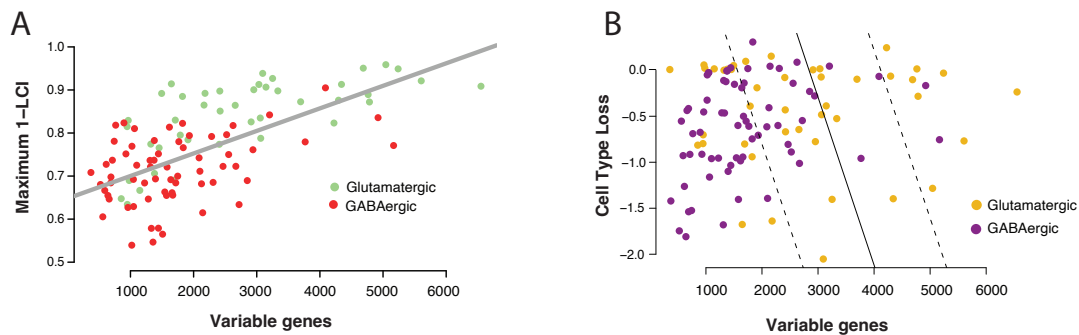 A
Maximum 1−LCI
1.0
0.9
0.8
0.7
0.6
0.5
Glutamatergic
GABAergic
1000 2000 3000 4000 5000 6000
Variable genes
B
Cell Type Loss
0.0
−0.5
−1.0
−1.5
−2.0
Glutamatergic
GABAergic
1000 2000 3000 4000 5000 6000
Variable genes